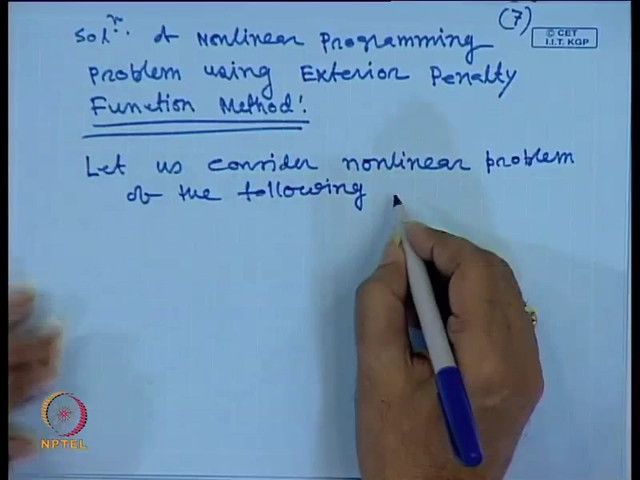 (7)
© CET
I.I.T. KGP
Solⁿ. of Nonlinear Programming
Problem using Exterior Penalty
Function Method:
Let us consider nonlinear problem
of the following
NPTEL